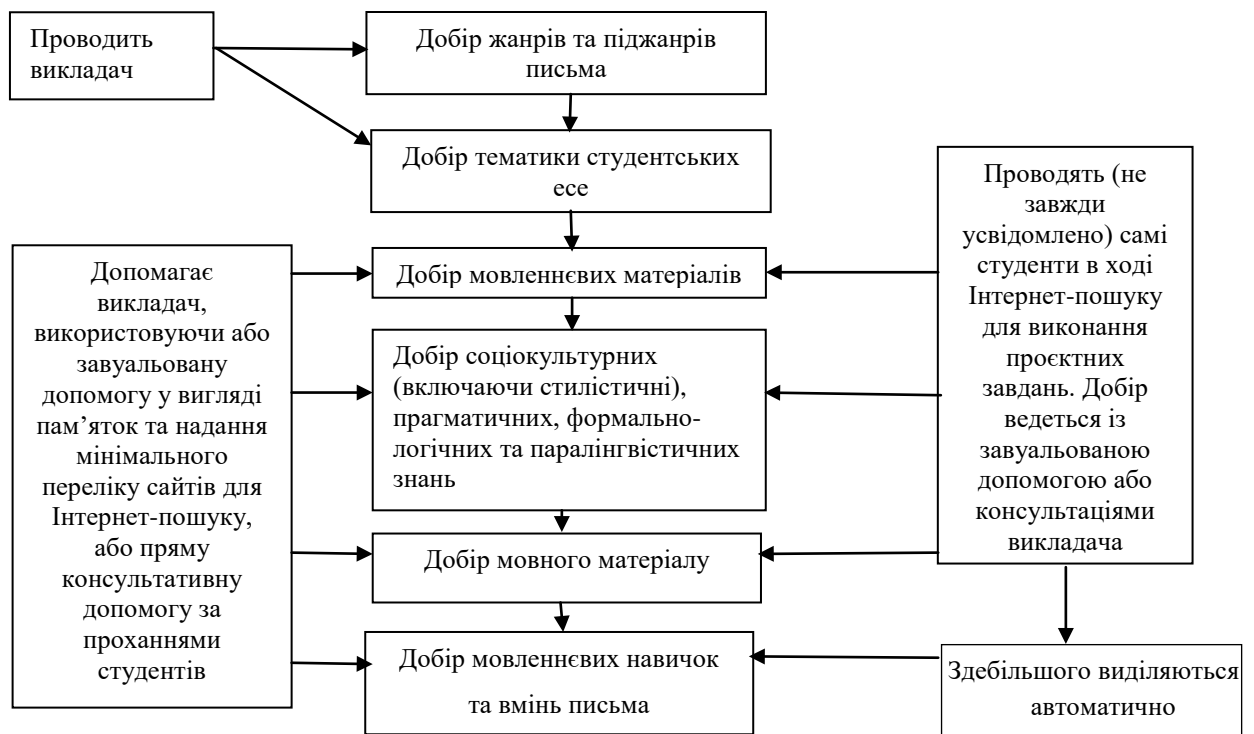 Проводить
викладач
Добір жанрів та піджанрів
письма
Добір тематики студентських
есе
Допомагає
викладач,
використовуючи або
завуальовану
допомогу у вигляді
пам’яток та надання
мінімального
переліку сайтів для
Інтернет-пошуку,
або пряму
консультативну
допомогу за
проханнями
студентів
Добір мовленнєвих матеріалів
Добір соціокультурних
(включаючи стилістичні),
прагматичних, формально-
логічних та паралінгвістичних
знань
Добір мовного матеріалу
Добір мовленнєвих навичок
та вмінь письма
Проводять (не
завжди
усвідомлено) самі
студенти в ході
Інтернет-пошуку
для виконання
проєктних
завдань. Добір
ведеться із
завуальованою
допомогою або
консультаціями
викладача
Здебільшого виділяються
автоматично